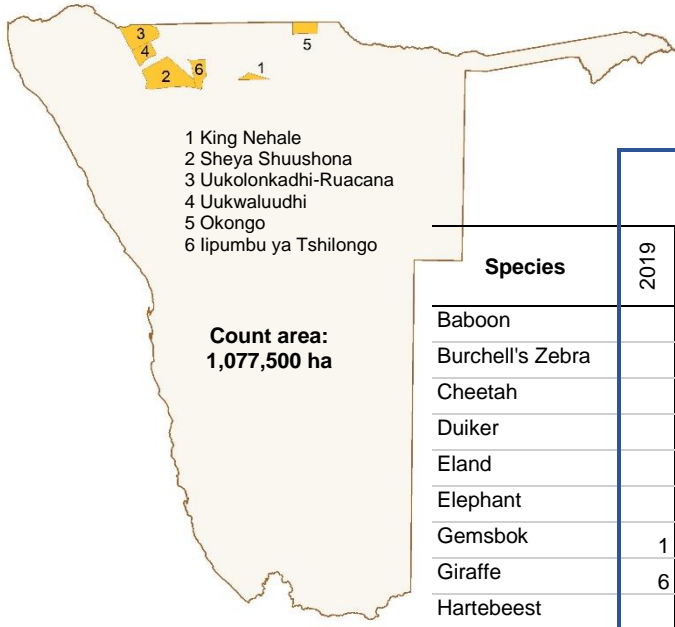 3
4
5
2
6
1
1 King Nehale
2 Sheya Shuushona
3 Uukolonkadhi-Ruacana
4 Uukwaluudhi
5 Okongo
6 Iipumbu ya Tshilongo
Count area:
1,077,500 ha
Species 2019
Baboon
Burchell's Zebra
Cheetah
Duiker
Eland
Elephant
Gemsbok 1
Giraffe 6
Hartebeest